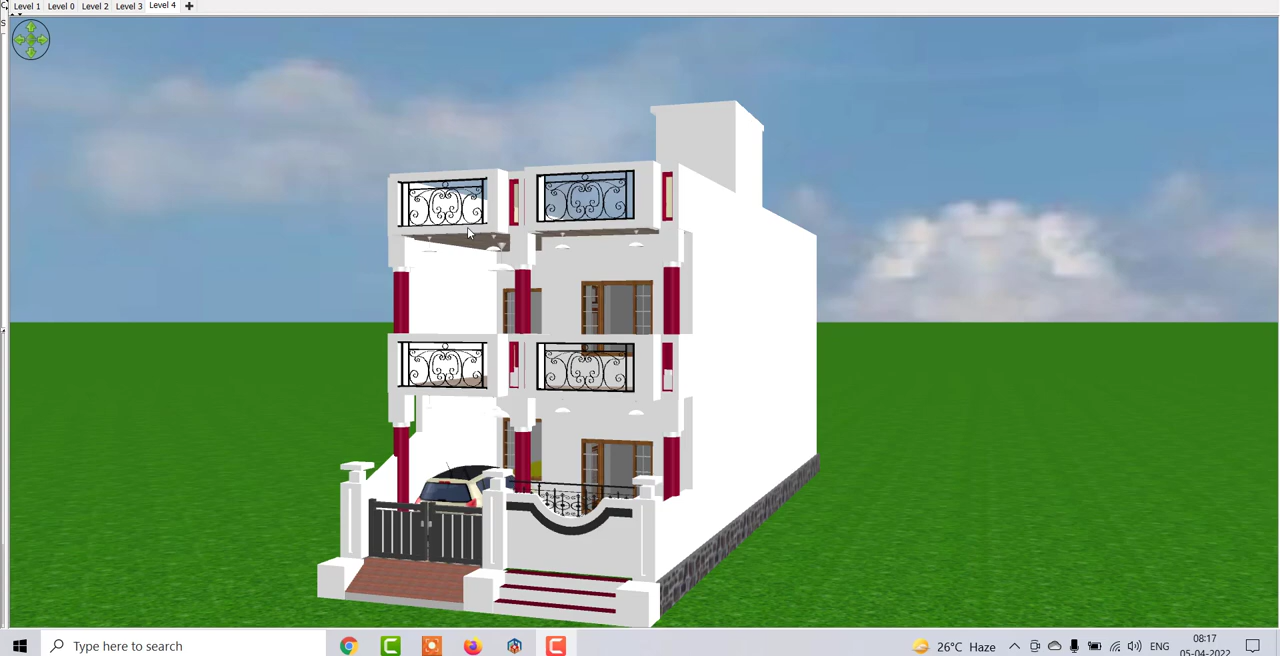 Level 1 Level 0 Level 2 Level 3 Level 4
Type here to search
26°C Haze
ENG
08:17
05-04-2022